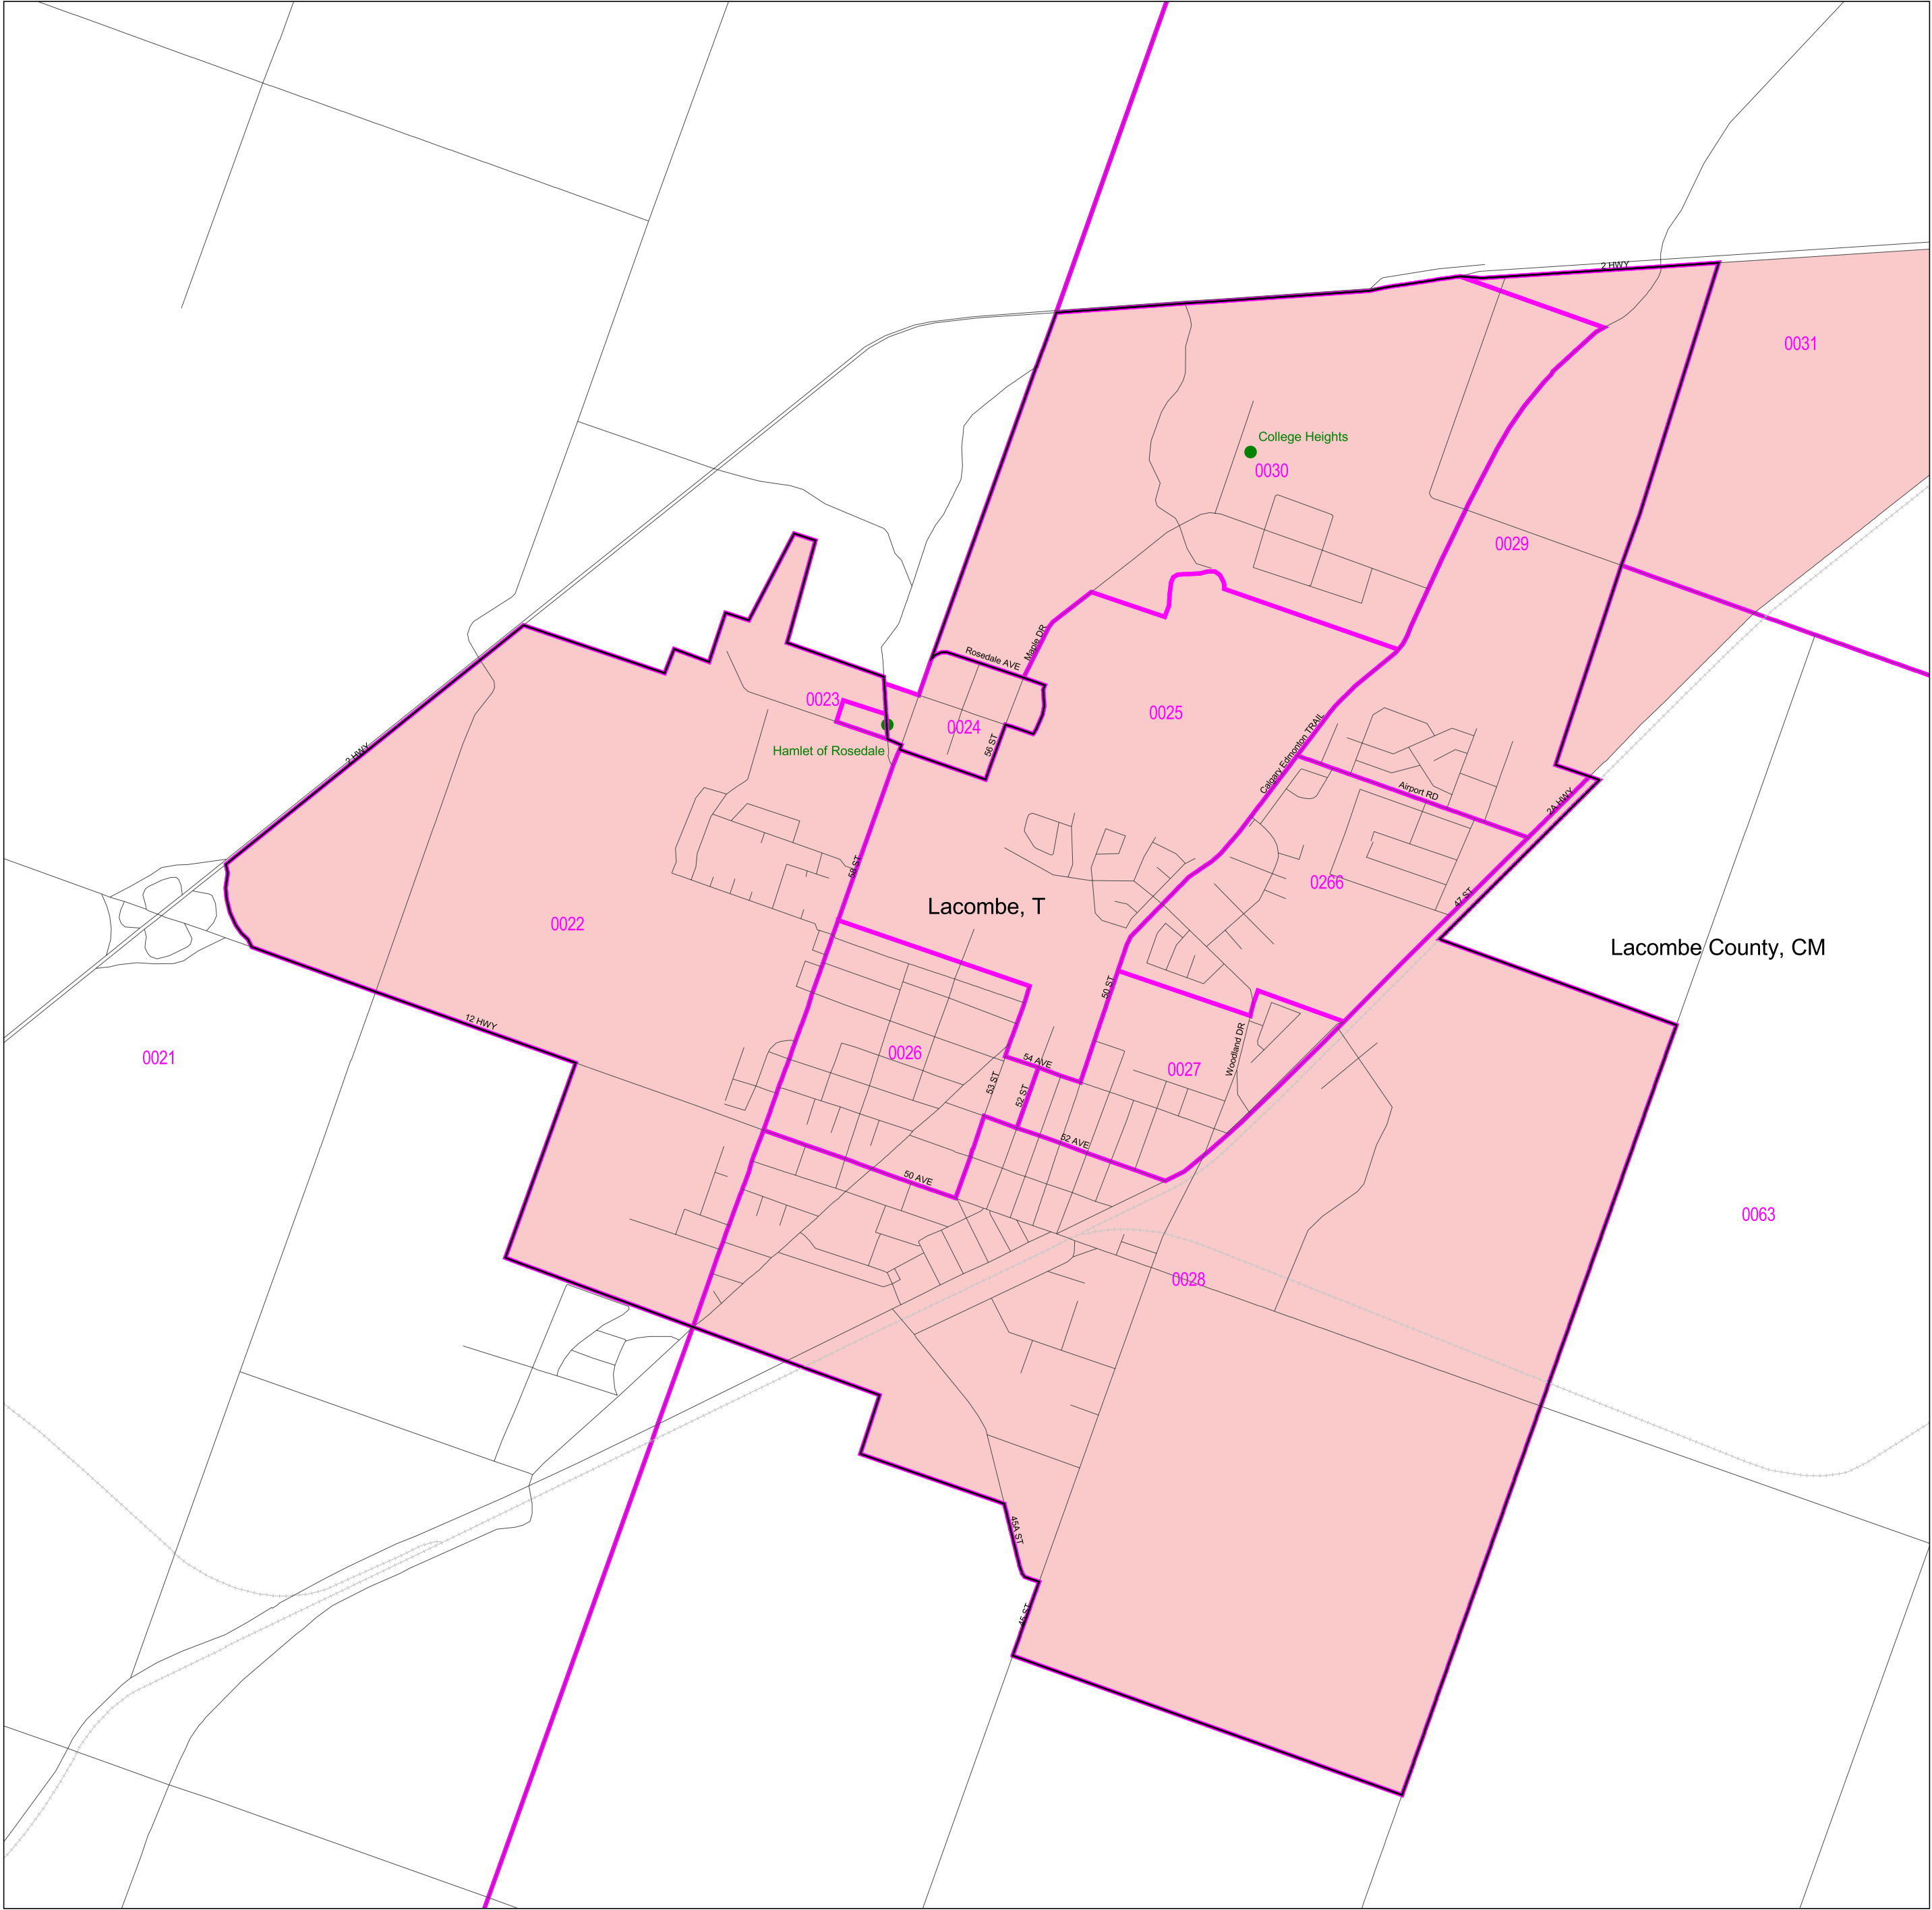 2 HWY
0031
College Heights
0030
0029
Maple DR
Rosedale AVE
0023
0024
0025
Hamlet of Rosedale
56 ST
2 HWY
Calgary Edmonton TRAIL
Airport RD
2A HWY
58 ST
0266
47 ST
Lacombe, T
0022
Lacombe County, CM
50 ST
12 HWY
0021
0026
54 AVE
Woodland DR
0027
53 ST
52 ST
52 AVE
50 AVE
0063
0028
45A ST
45 ST